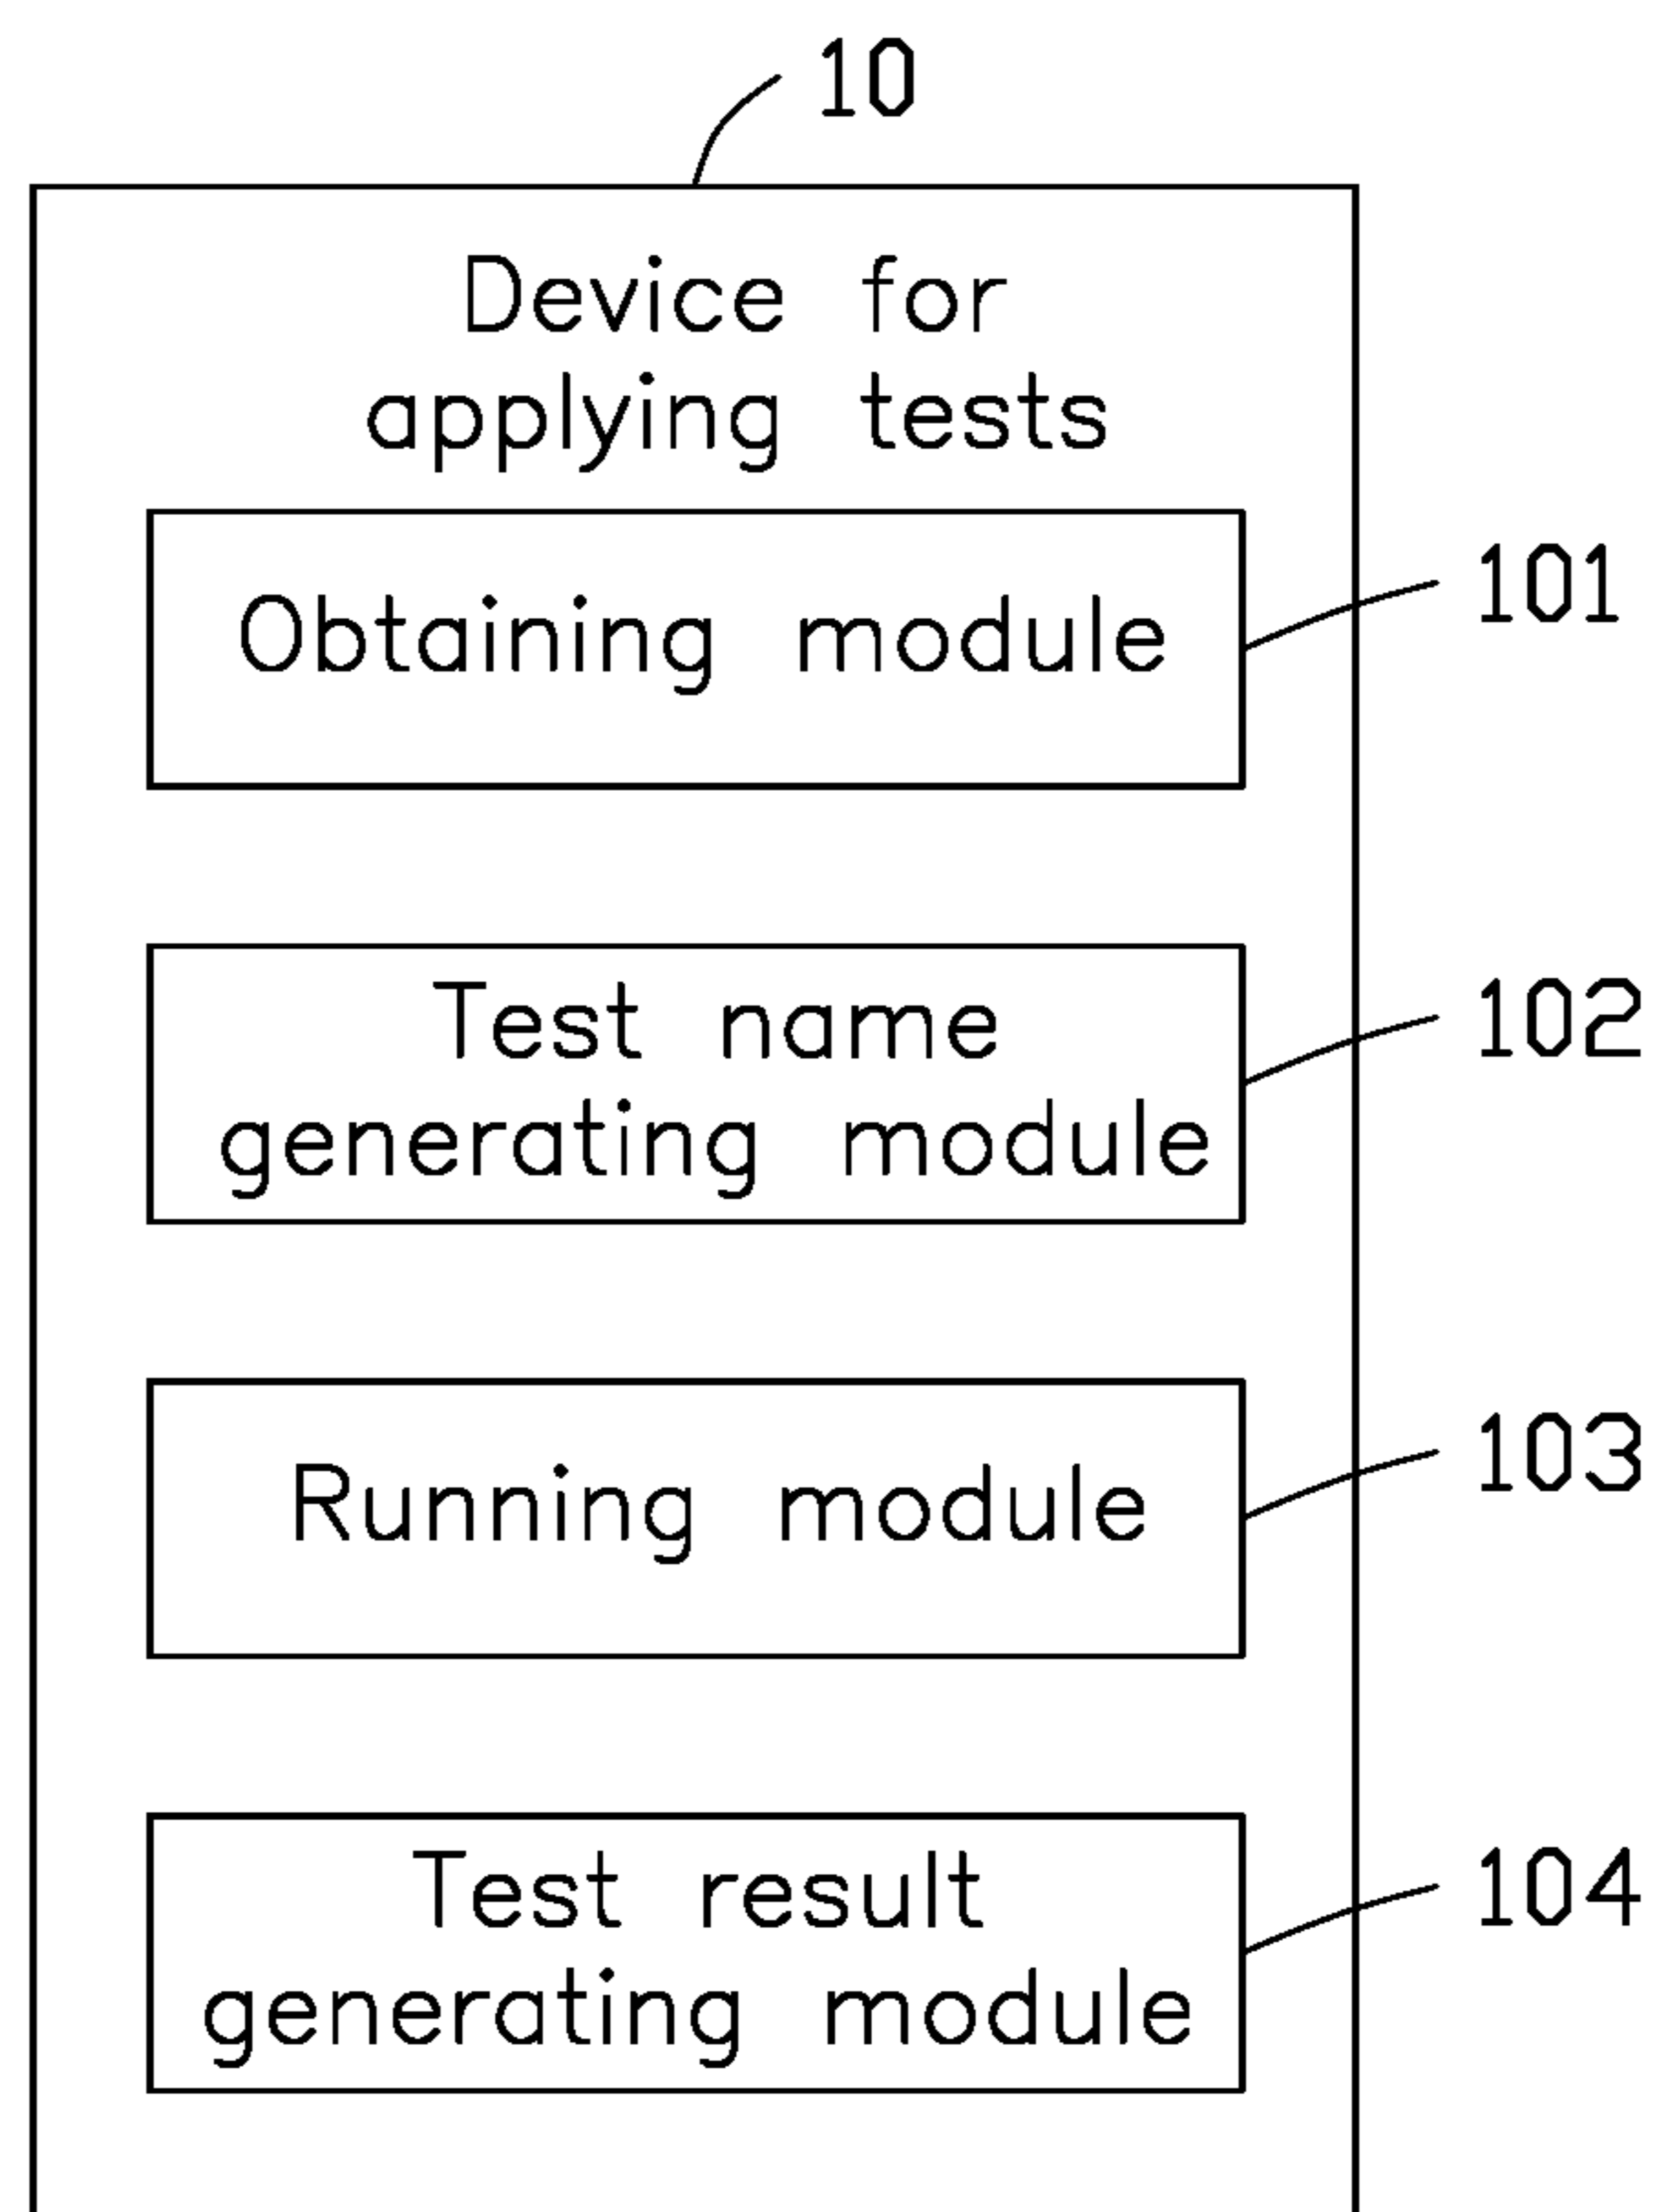 10
Device for
applying tests
Obtaining module
101
Test name
generating module
102
Running module
103
Test result
generating module
104